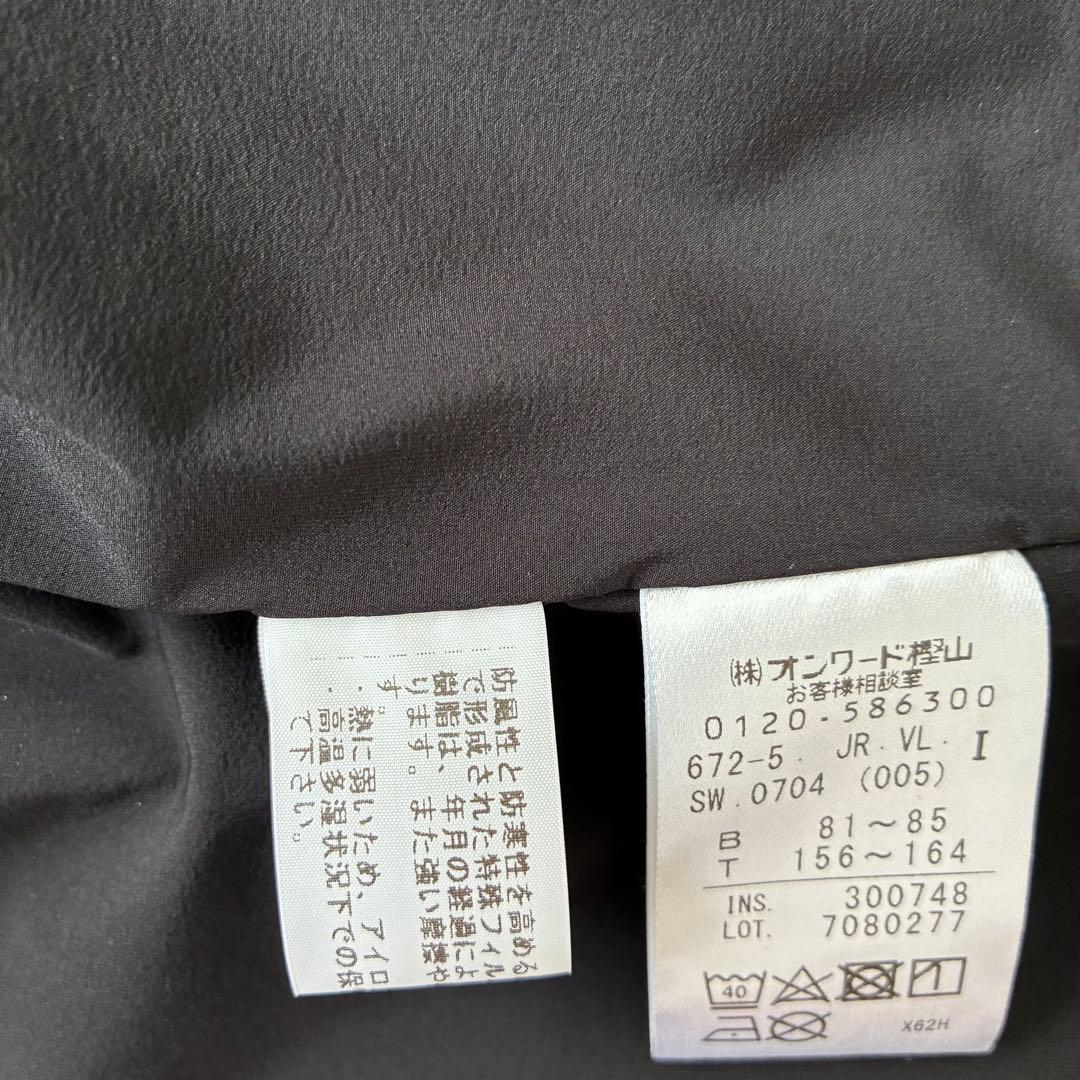 防風性と防寒性を高める
で形成された特殊フィル
樹脂は、年月の経過によ
ります。また強い摩擦や
す。熱に弱いため、アイロ
高温多湿状況下での保
て下さい。
(株)オンワード樫山
お客様相談室
0120-586300
672-5. JR.VL. I
SW.0704 (005)
B 81～85
T 156～164
INS. 300748
LOT. 7080277
40
X62H